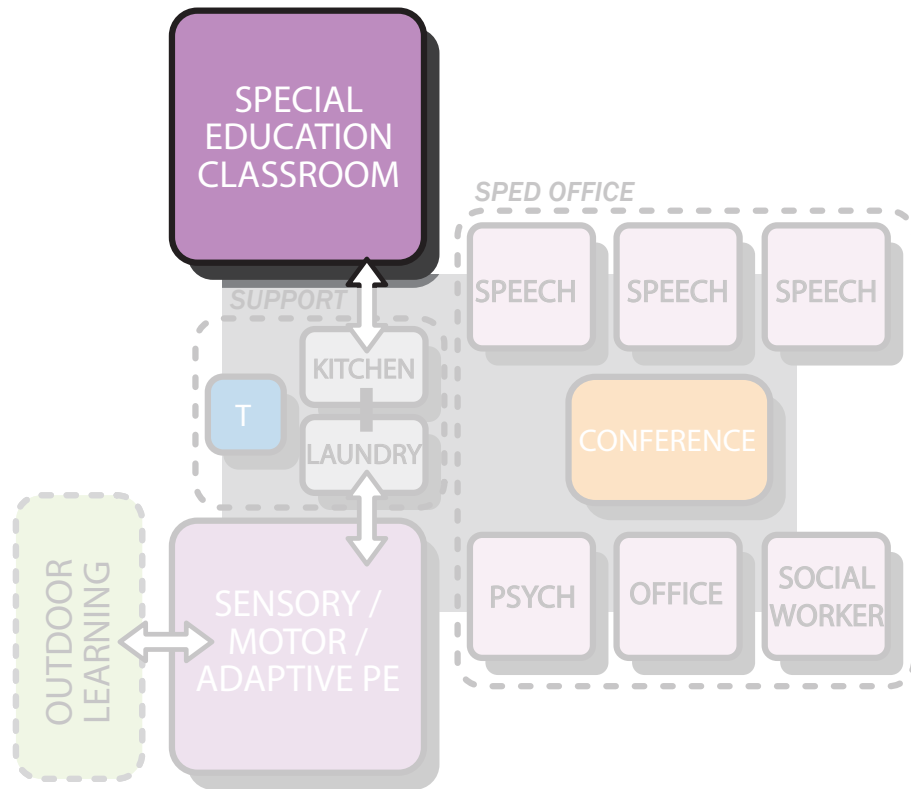 SPECIAL
EDUCATION
CLASSROOM
SPED OFFICE
SPEECH
SPEECH
SPEECH
SUPPORT
KITCHEN
T
LAUNDRY
CONFERENCE
OUTDOOR
LEARNING
SENSORY /
MOTOR /
ADAPTIVE PE
PSYCH
OFFICE
SOCIAL
WORKER